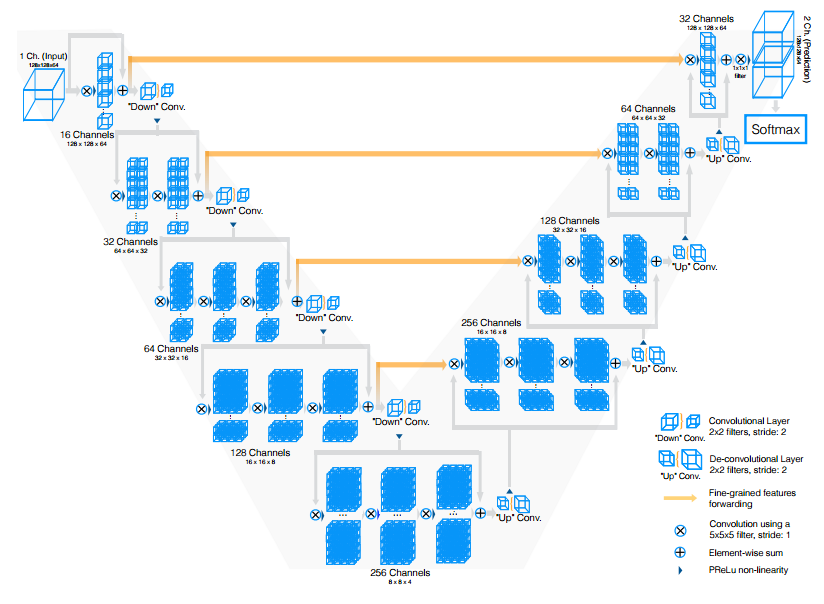 1 Ch. (Input)
128x128x64
"Down" Conv.
16 Channels
128 x 128 x 64
"Down" Conv.
32 Channels
64 x 64 x 32
"Down" Conv.
64 Channels
32 x 32 x 16
"Down" Conv.
128 Channels
16 x 16 x 8
256 Channels
8 x 8 x 4
"Up" Conv.
256 Channels
16 x 16 x 8
"Up" Conv.
128 Channels
32 x 32 x 16
"Up" Conv.
64 Channels
64 x 64 x 32
"Up" Conv.
32 Channels
128 x 128 x 64
1x1x1
filter
2 Ch. (Prediction)
128x128x64
Softmax
Convolutional Layer
2x2 filters, stride: 2
"Down" Conv.
De-convolutional Layer
2x2 filters, stride: 2
"Up" Conv.
Fine-grained features
forwarding
Convolution using a
5x5x5 filter, stride: 1
Element-wise sum
PReLu non-linearity